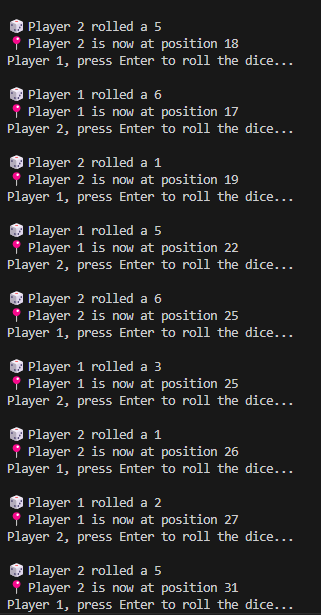 🎲 Player 2 rolled a 5
📍 Player 2 is now at position 18
Player 1, press Enter to roll the dice...
🎲 Player 1 rolled a 6
📍 Player 1 is now at position 17
Player 2, press Enter to roll the dice...
🎲 Player 2 rolled a 1
📍 Player 2 is now at position 19
Player 1, press Enter to roll the dice...
🎲 Player 1 rolled a 5
📍 Player 1 is now at position 22
Player 2, press Enter to roll the dice...
🎲 Player 2 rolled a 6
📍 Player 2 is now at position 25
Player 1, press Enter to roll the dice...
🎲 Player 1 rolled a 3
📍 Player 1 is now at position 25
Player 2, press Enter to roll the dice...
🎲 Player 2 rolled a 1
📍 Player 2 is now at position 26
Player 1, press Enter to roll the dice...
🎲 Player 1 rolled a 2
📍 Player 1 is now at position 27
Player 2, press Enter to roll the dice...
🎲 Player 2 rolled a 5
📍 Player 2 is now at position 31
Player 1, press Enter to roll the dice...